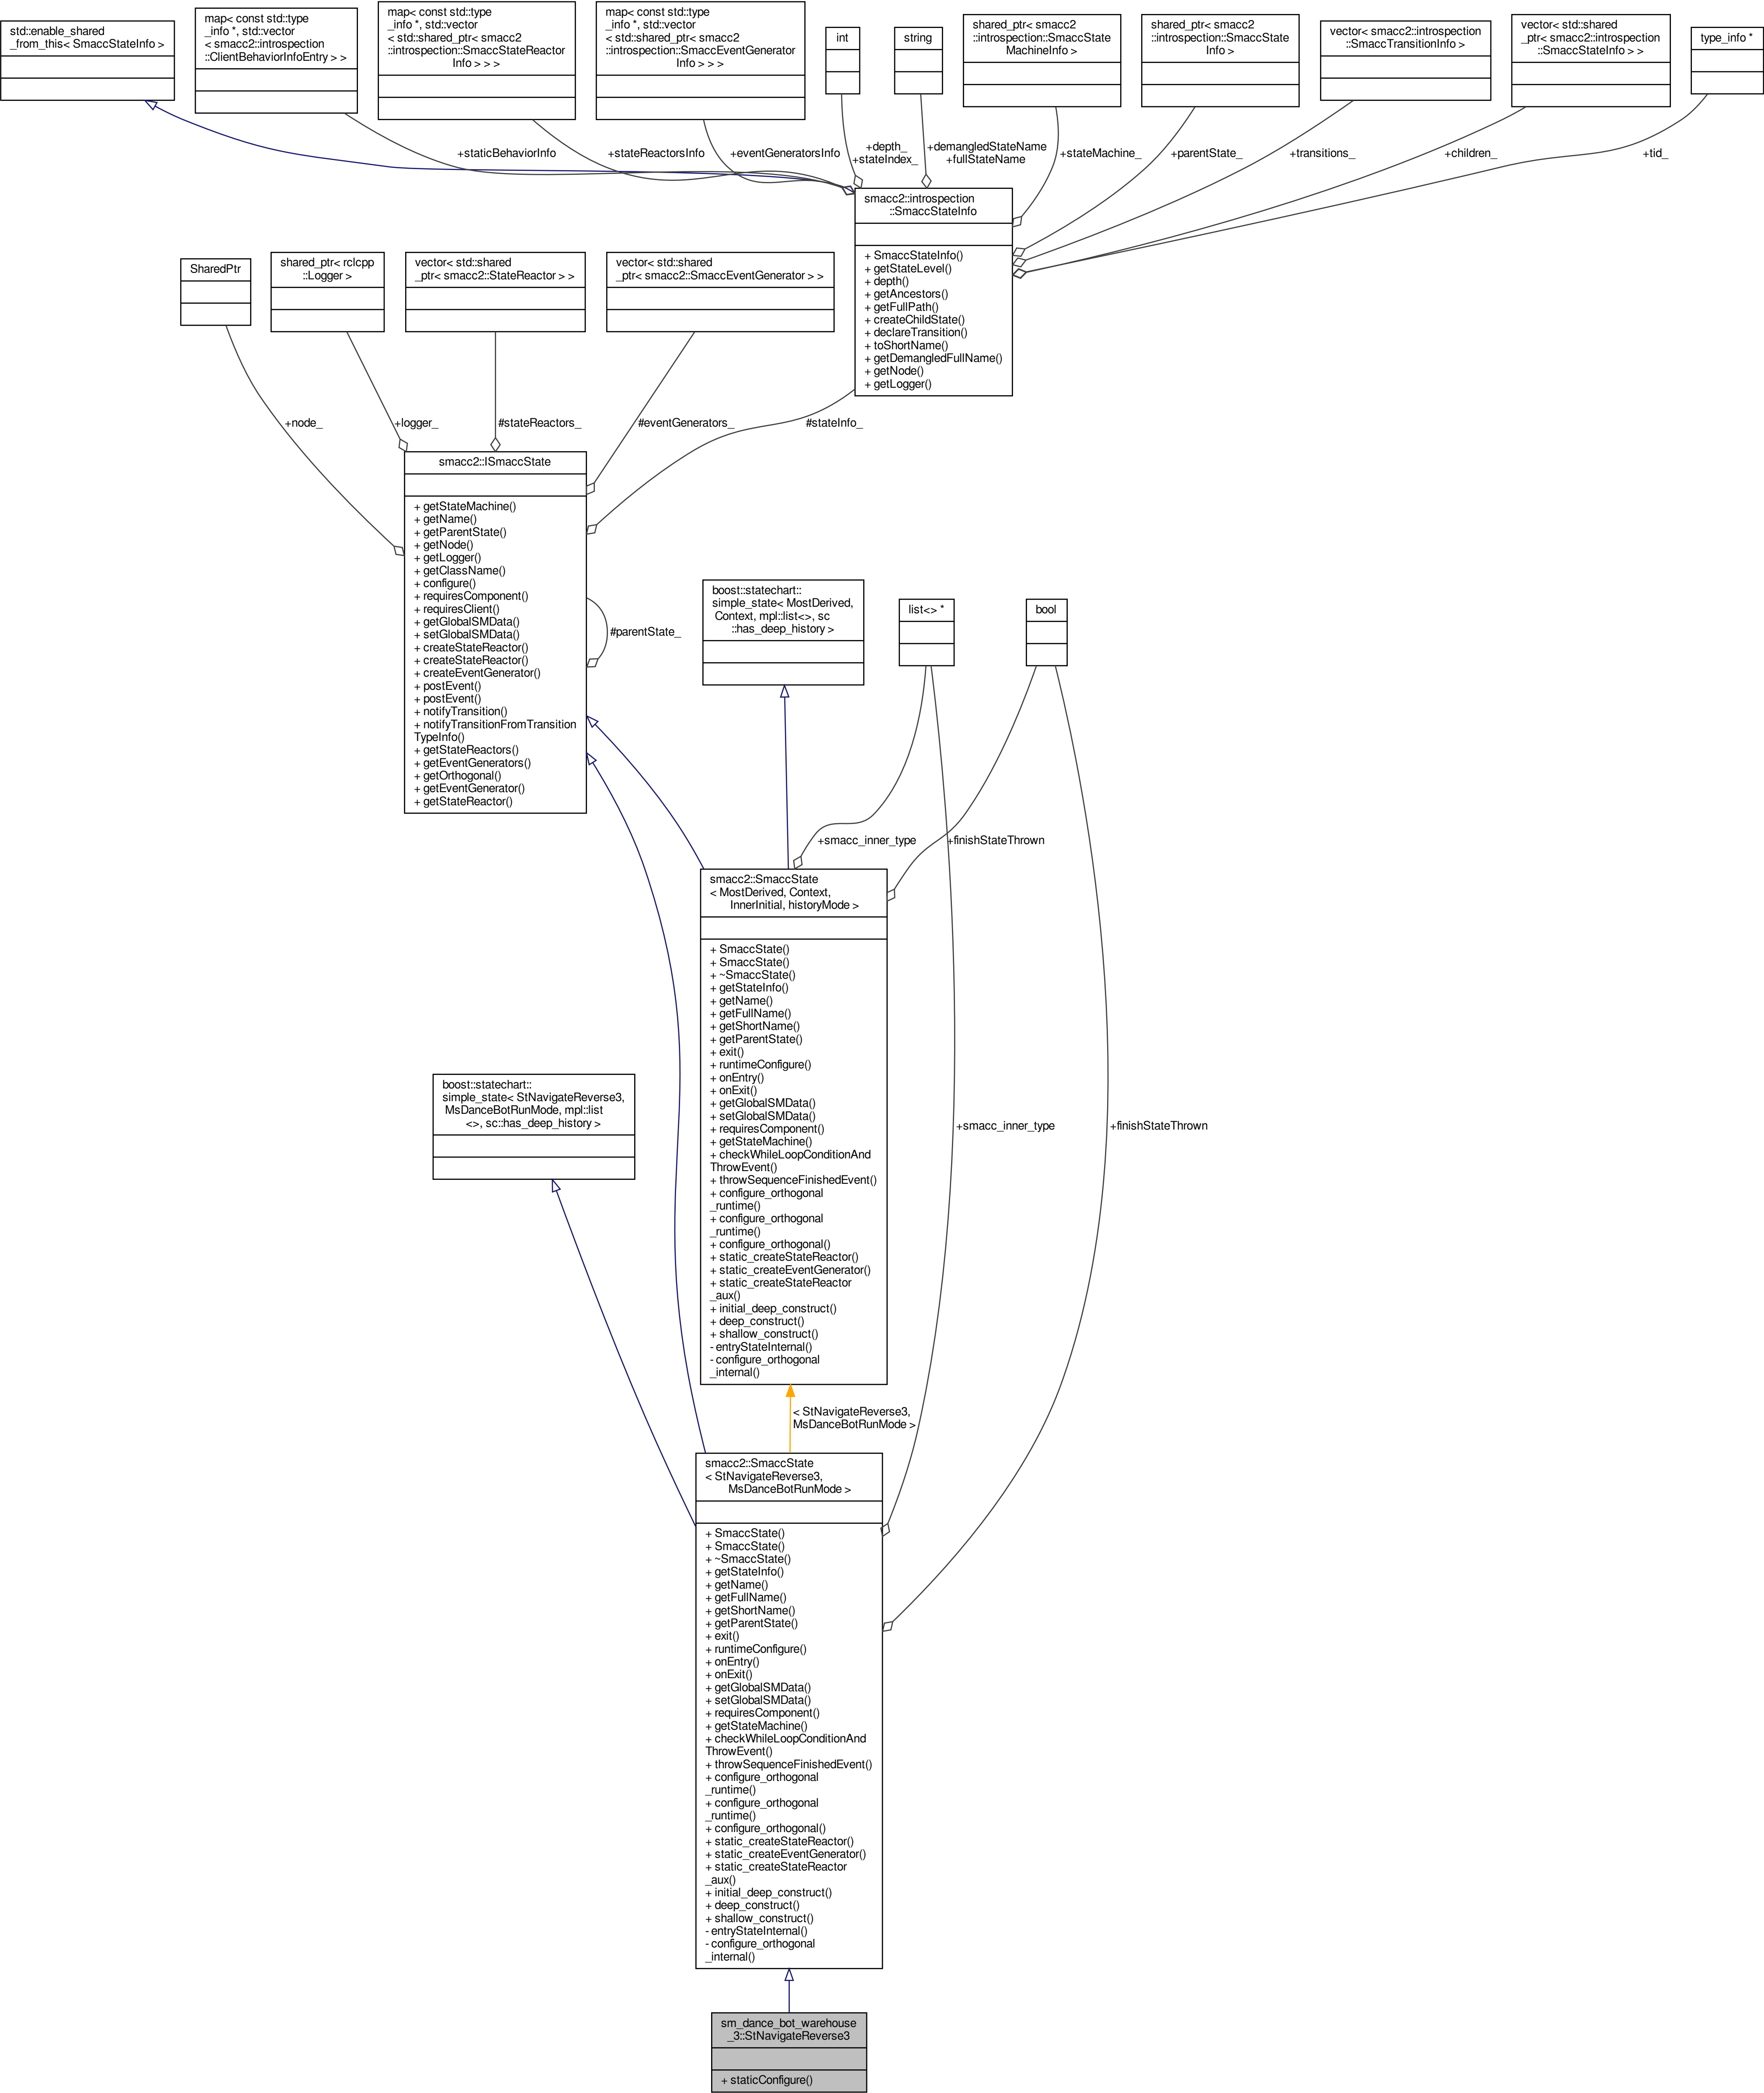 std::enable_shared
_from_this< SmaccStateInfo >
map< const std::type
_info *, std::vector
< smacc2::introspection
::ClientBehaviorInfoEntry > >
map< const std::type
_info *, std::vector
< std::shared_ptr< smacc2
::introspection::SmaccStateReactor
Info > > >
map< const std::type
_info *, std::vector
< std::shared_ptr< smacc2
::introspection::SmaccEventGenerator
Info > > >
int
string
shared_ptr< smacc2
::introspection::SmaccState
MachineInfo >
shared_ptr< smacc2
::introspection::SmaccState
Info >
vector< smacc2::introspection
::SmaccTransitionInfo >
vector< std::shared
_ptr< smacc2::introspection
::SmaccStateInfo > >
type_info *
+staticBehaviorInfo
+stateReactorsInfo
+eventGeneratorsInfo
+depth_
+stateIndex_
+demangledStateName
+fullStateName
+stateMachine_
+parentState_
+transitions_
+children_
+tid_
smacc2::introspection
::SmaccStateInfo
+ SmaccStateInfo()
+ getStateLevel()
+ depth()
+ getAncestors()
+ getFullPath()
+ createChildState()
+ declareTransition()
+ toShortName()
+ getDemangledFullName()
+ getNode()
+ getLogger()
SharedPtr
shared_ptr< rclcpp
::Logger >
vector< std::shared
_ptr< smacc2::StateReactor > >
vector< std::shared
_ptr< smacc2::SmaccEventGenerator > >
+node_
+logger_
#stateReactors_
#eventGenerators_
#stateInfo_
smacc2::ISmaccState
+ getStateMachine()
+ getName()
+ getParentState()
+ getNode()
+ getLogger()
+ getClassName()
+ configure()
+ requiresComponent()
+ requiresClient()
+ getGlobalSMData()
+ setGlobalSMData()
+ createStateReactor()
+ createStateReactor()
+ createEventGenerator()
+ postEvent()
+ postEvent()
+ notifyTransition()
+ notifyTransitionFromTransition
TypeInfo()
+ getStateReactors()
+ getEventGenerators()
+ getOrthogonal()
+ getEventGenerator()
+ getStateReactor()
#parentState_
boost::statechart::
simple_state< MostDerived,
Context, mpl::list<>, sc
::has_deep_history >
list<> *
bool
+smacc_inner_type
+finishStateThrown
smacc2::SmaccState
< MostDerived, Context,
InnerInitial, historyMode >
+ SmaccState()
+ SmaccState()
+ ~SmaccState()
+ getStateInfo()
+ getName()
+ getFullName()
+ getShortName()
+ getParentState()
+ exit()
+ runtimeConfigure()
+ onEntry()
+ onExit()
+ getGlobalSMData()
+ setGlobalSMData()
+ requiresComponent()
+ getStateMachine()
+ checkWhileLoopConditionAnd
ThrowEvent()
+ throwSequenceFinishedEvent()
+ configure_orthogonal
_runtime()
+ configure_orthogonal
_runtime()
+ configure_orthogonal()
+ static_createStateReactor()
+ static_createEventGenerator()
+ static_createStateReactor
_aux()
+ initial_deep_construct()
+ deep_construct()
+ shallow_construct()
- entryStateInternal()
- configure_orthogonal
_internal()
boost::statechart::
simple_state< StNavigateReverse3,
MsDanceBotRunMode, mpl::list
<>, sc::has_deep_history >
+smacc_inner_type
+finishStateThrown
< StNavigateReverse3,
MsDanceBotRunMode >
smacc2::SmaccState
< StNavigateReverse3,
MsDanceBotRunMode >
+ SmaccState()
+ SmaccState()
+ ~SmaccState()
+ getStateInfo()
+ getName()
+ getFullName()
+ getShortName()
+ getParentState()
+ exit()
+ runtimeConfigure()
+ onEntry()
+ onExit()
+ getGlobalSMData()
+ setGlobalSMData()
+ requiresComponent()
+ getStateMachine()
+ checkWhileLoopConditionAnd
ThrowEvent()
+ throwSequenceFinishedEvent()
+ configure_orthogonal
_runtime()
+ configure_orthogonal
_runtime()
+ configure_orthogonal()
+ static_createStateReactor()
+ static_createEventGenerator()
+ static_createStateReactor
_aux()
+ initial_deep_construct()
+ deep_construct()
+ shallow_construct()
- entryStateInternal()
- configure_orthogonal
_internal()
sm_dance_bot_warehouse
_3::StNavigateReverse3
+ staticConfigure()